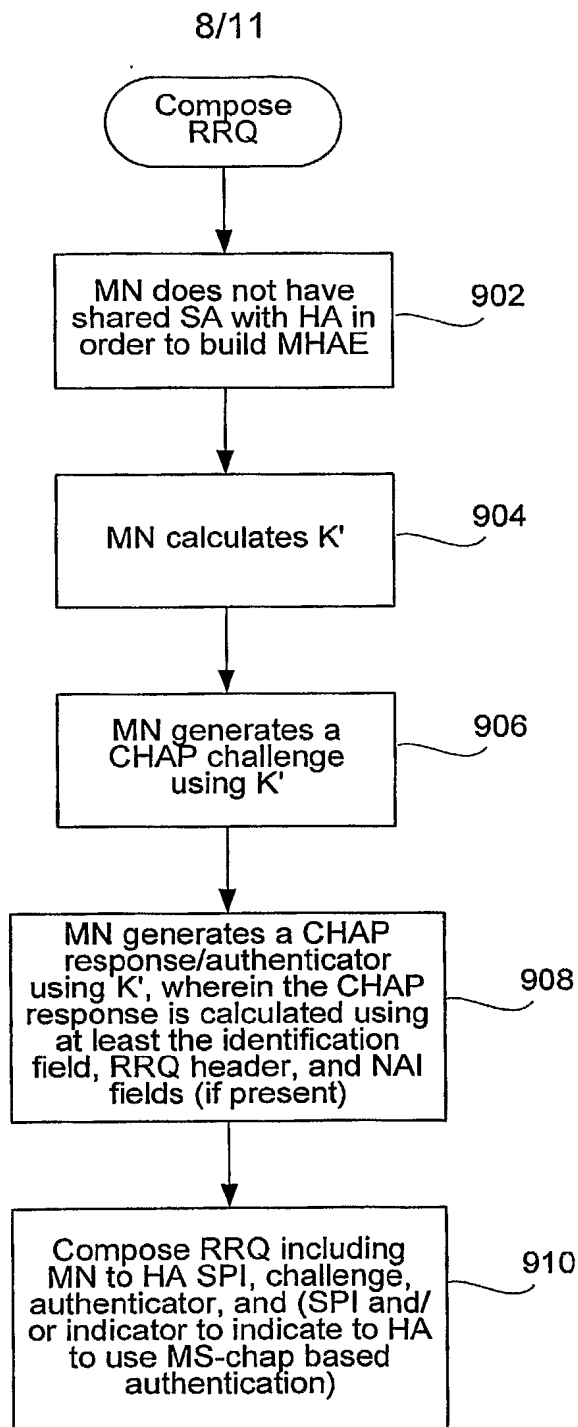 8/11
Compose
RRQ
MN does not have
shared SA with HA in
order to build MHAE
902
MN calculates K'
904
MN generates a
CHAP challenge
using K'
906
MN generates a CHAP
response/authenticator
using K', wherein the CHAP
response is calculated using
at least the identification
field, RRQ header, and NAI
fields (if present)
908
Compose RRQ including
MN to HA SPI, challenge,
authenticator, and (SPI and/
or indicator to indicate to HA
to use MS-chap based
authentication)
910